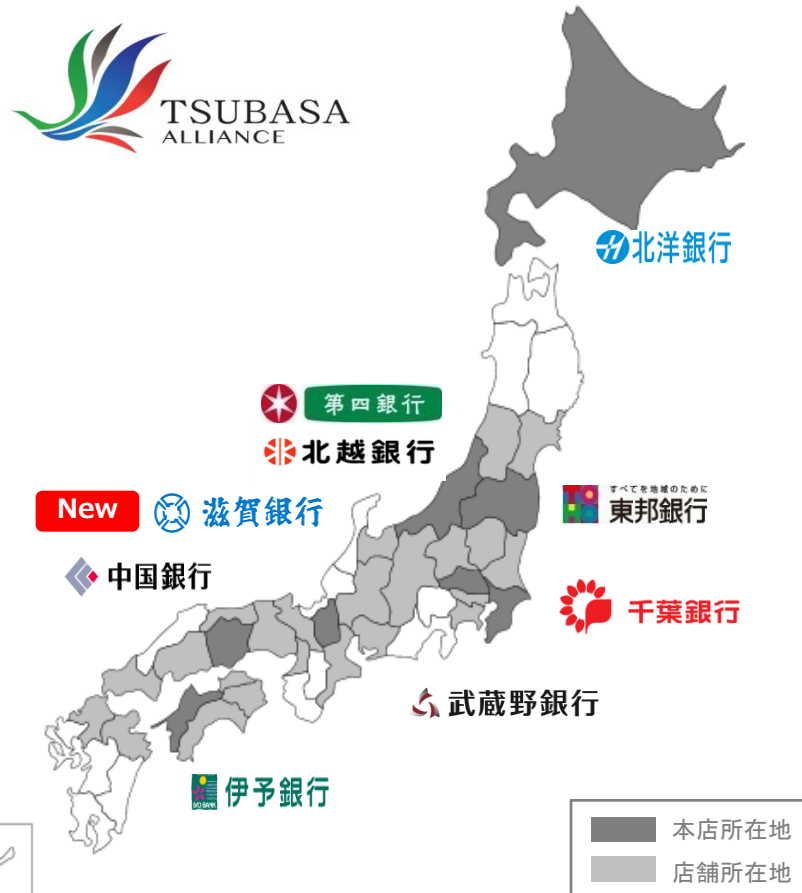 TSUBASA
ALLIANCE
北洋銀行
第四銀行
北越銀行
New 滋賀銀行
すべてを地域のために
東邦銀行
TOHO
中国銀行
千葉銀行
武蔵野銀行
伊予銀行
IYO BANK
本店所在地
店舗所在地